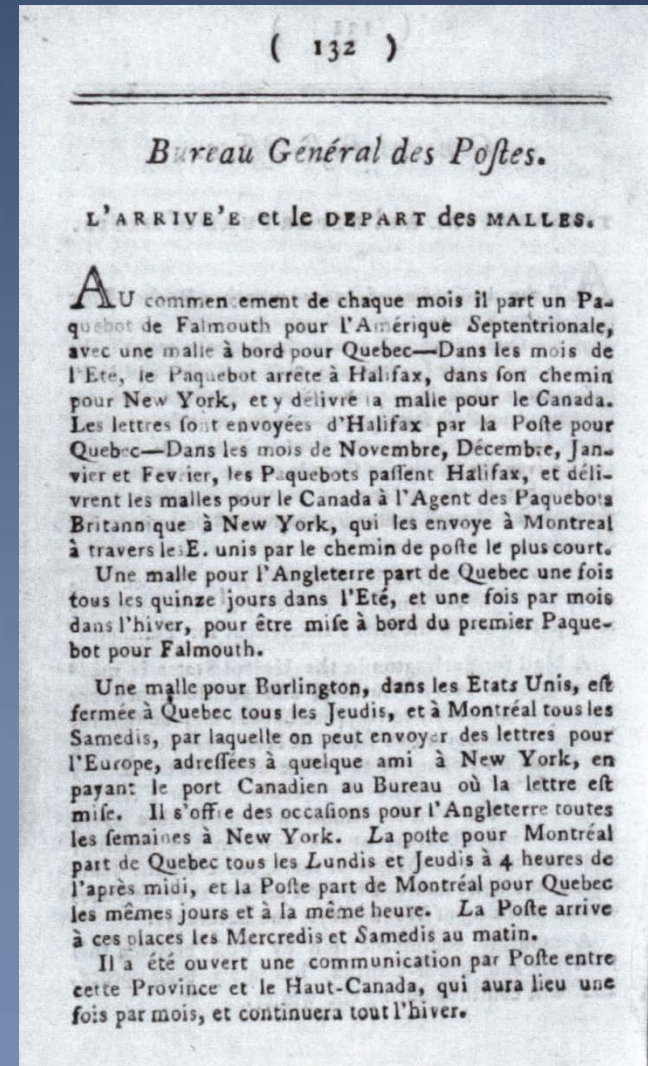 ( 132 )
Bureau Général des Poſtes.
L'ARRIVE'E et le DEPART des MALLES.
AU commencement de chaque mois il part un Pa-
quebot de Falmouth pour l'Amérique Septentrionale,
avec une malle à bord pour Quebec—Dans les mois de
l'Eté, le Paquebot arrête à Halifax, dans ſon chemin
pour New York, et y délivre la malle pour le Canada.
Les lettres ſont envoyées d'Halifax par la Poſte pour
Quebec—Dans les mois de Novembre, Décembre, Jan-
vier et Fevrier, les Paquebots paſſent Halifax, et déli-
vrent les malles pour le Canada à l'Agent des Paquebots
Britannique à New York, qui les envoye à Montreal
à travers les E. unis par le chemin de poſte le plus court.
Une malle pour l'Angleterre part de Quebec une fois
tous les quinze jours dans l'Eté, et une fois par mois
dans l'hiver, pour être miſe à bord du premier Paque-
bot pour Falmouth.
Une malle pour Burlington, dans les Etats Unis, eſt
fermée à Quebec tous les Jeudis, et à Montréal tous les
Samedis, par laquelle on peut envoyer des lettres pour
l'Europe, adreſſées à quelque ami à New York, en
payant le port Canadien au Bureau où la lettre eſt
miſe. Il s'offre des occaſions pour l'Angleterre toutes
les ſemaines à New York. La poſte pour Montréal
part de Quebec tous les Lundis et Jeudis à 4 heures de
l'après midi, et la Poſte part de Montréal pour Quebec
les mêmes jours et à la même heure. La Poſte arrive
à ces places les Mercredis et Samedis au matin.
Il a été ouvert une communication par Poſte entre
cette Province et le Haut-Canada, qui aura lieu une
fois par mois, et continuera tout l'hiver.